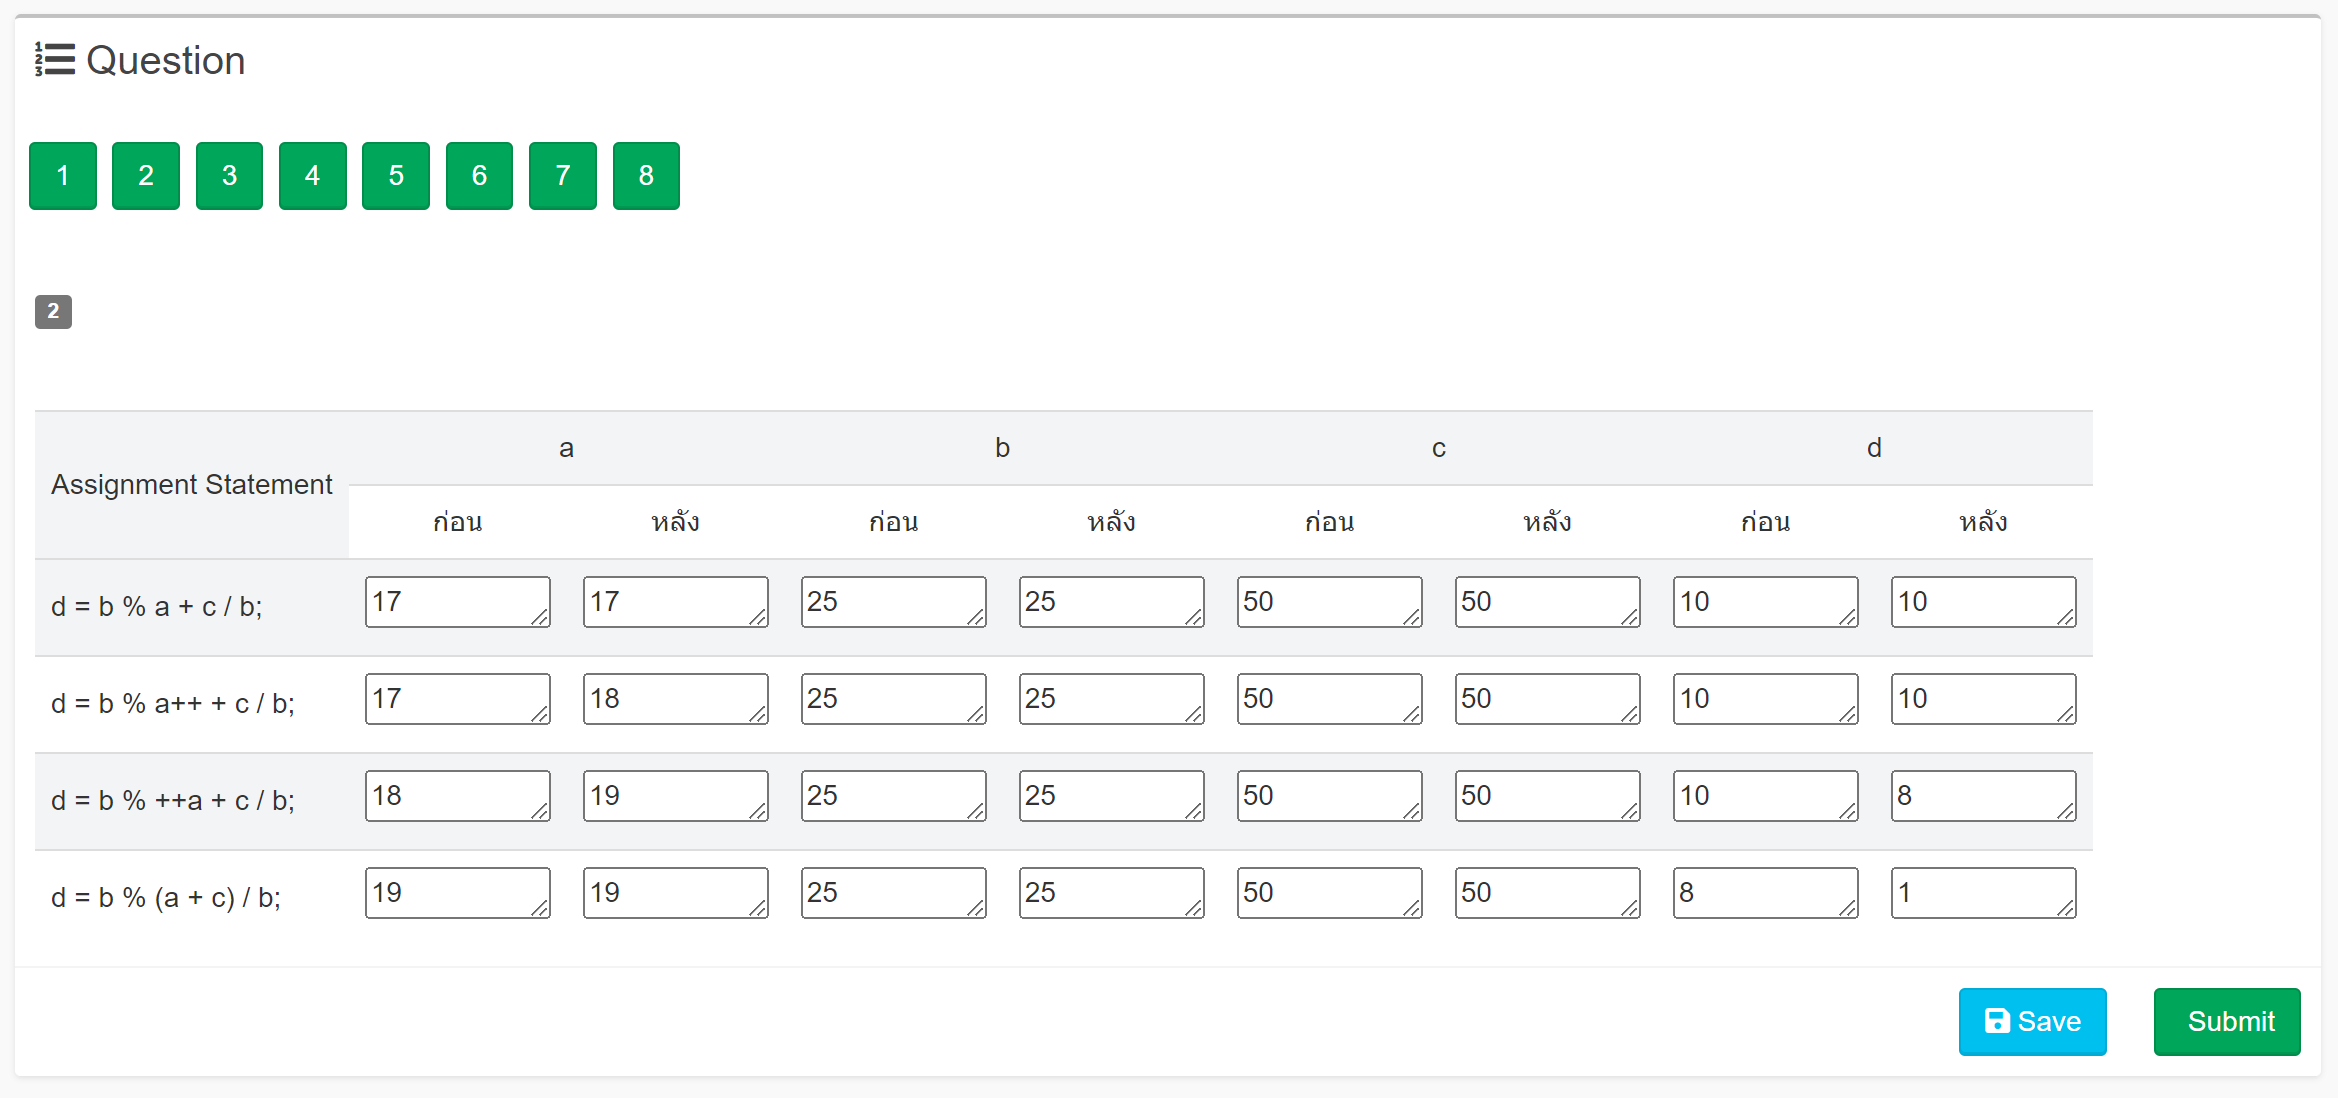 Question
1 2 3 4 5 6 7 8
2
Assignment Statement a b c d
ก่อน หลัง ก่อน หลัง ก่อน หลัง ก่อน หลัง
d = b % a + c / b; 17 17 25 25 50 50 10 10
d = b % a++ + c / b; 17 18 25 25 50 50 10 10
d = b % ++a + c / b; 18 19 25 25 50 50 10 8
d = b % (a + c) / b; 19 19 25 25 50 50 8 1
Save Submit